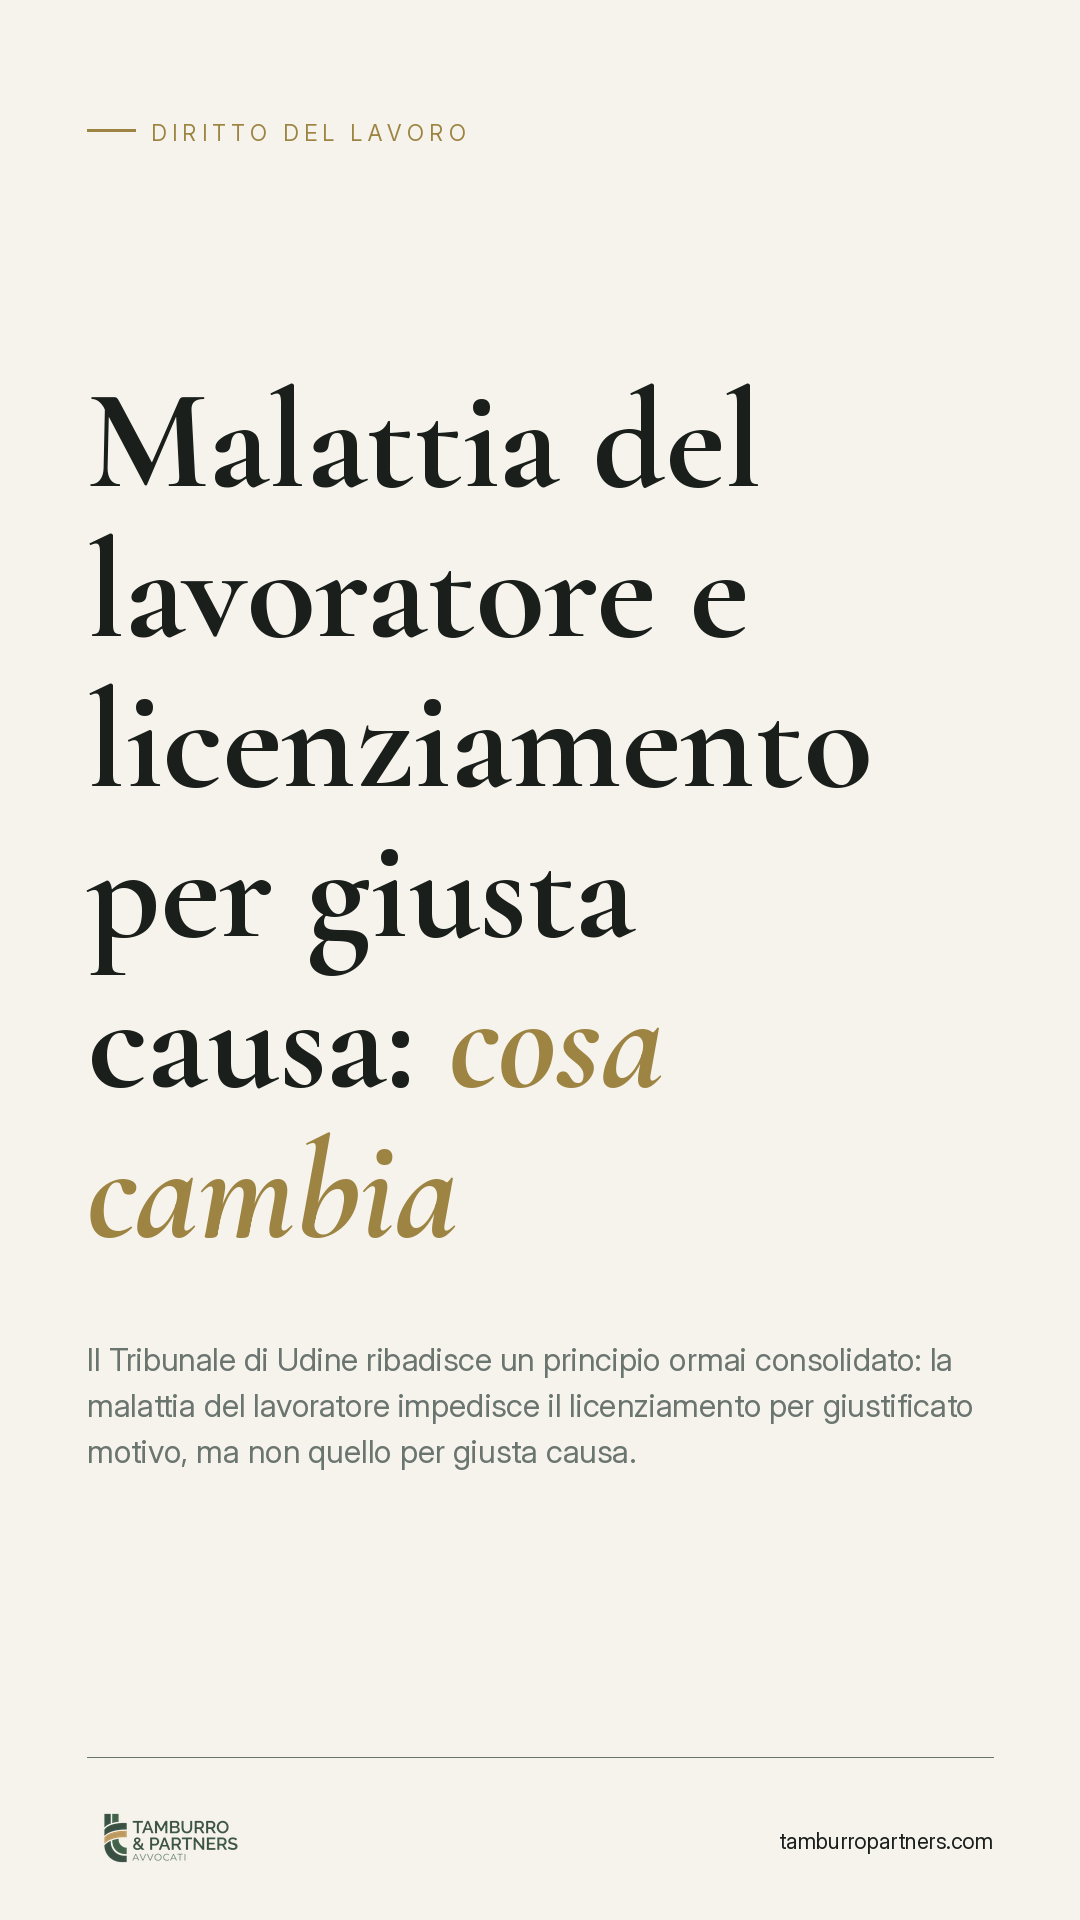 DIRITTO DEL LAVORO
Malattia del
lavoratore e
licenziamento
per giusta
causa: cosa
cambia
Il Tribunale di Udine ribadisce un principio ormai consolidato: la
malattia del lavoratore impedisce il licenziamento per giustificato
motivo, ma non quello per giusta causa.
TAMBURRO
& PARTNERS
AVVOCATI
tamburropartners.com